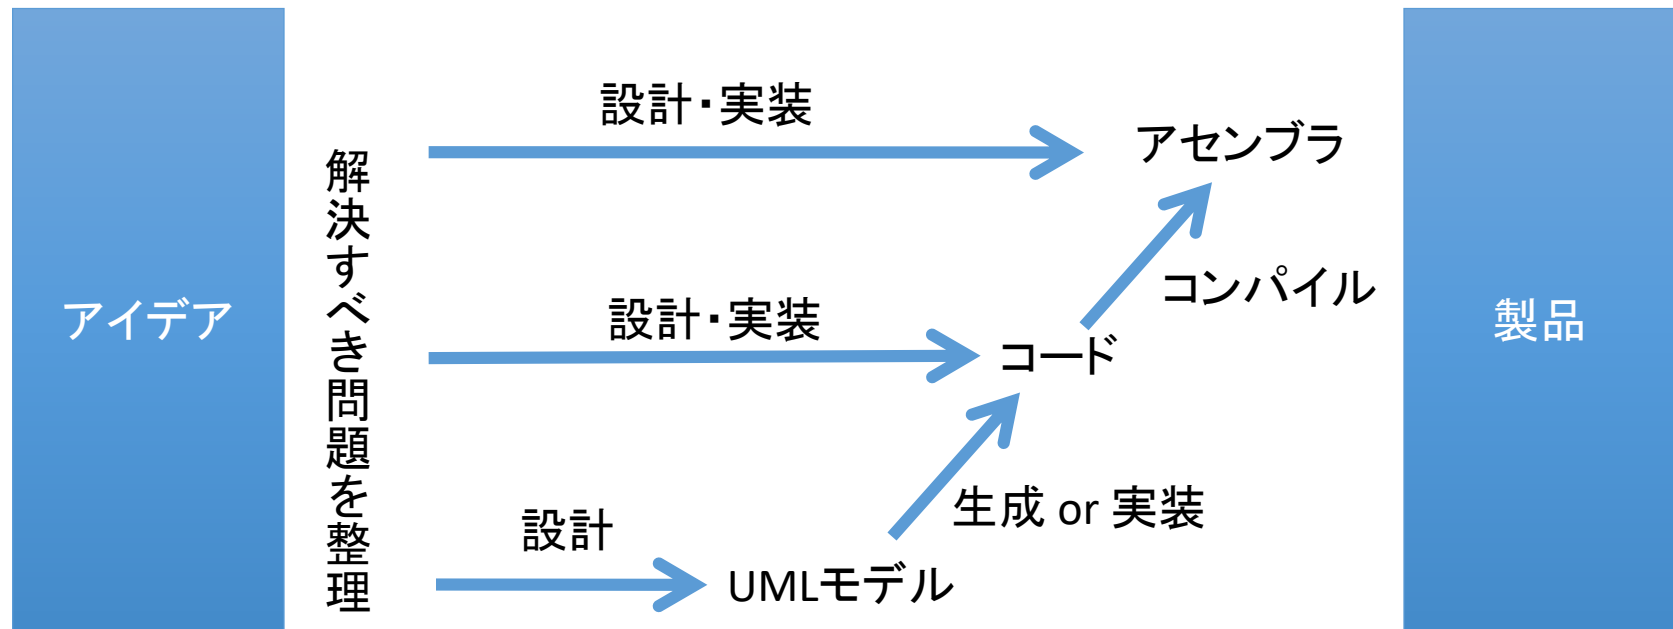 アイデア
解決すべき問題を整理
設計・実装
アセンブラ
コンパイル
設計・実装
コード
生成 or 実装
設計
UMLモデル
製品